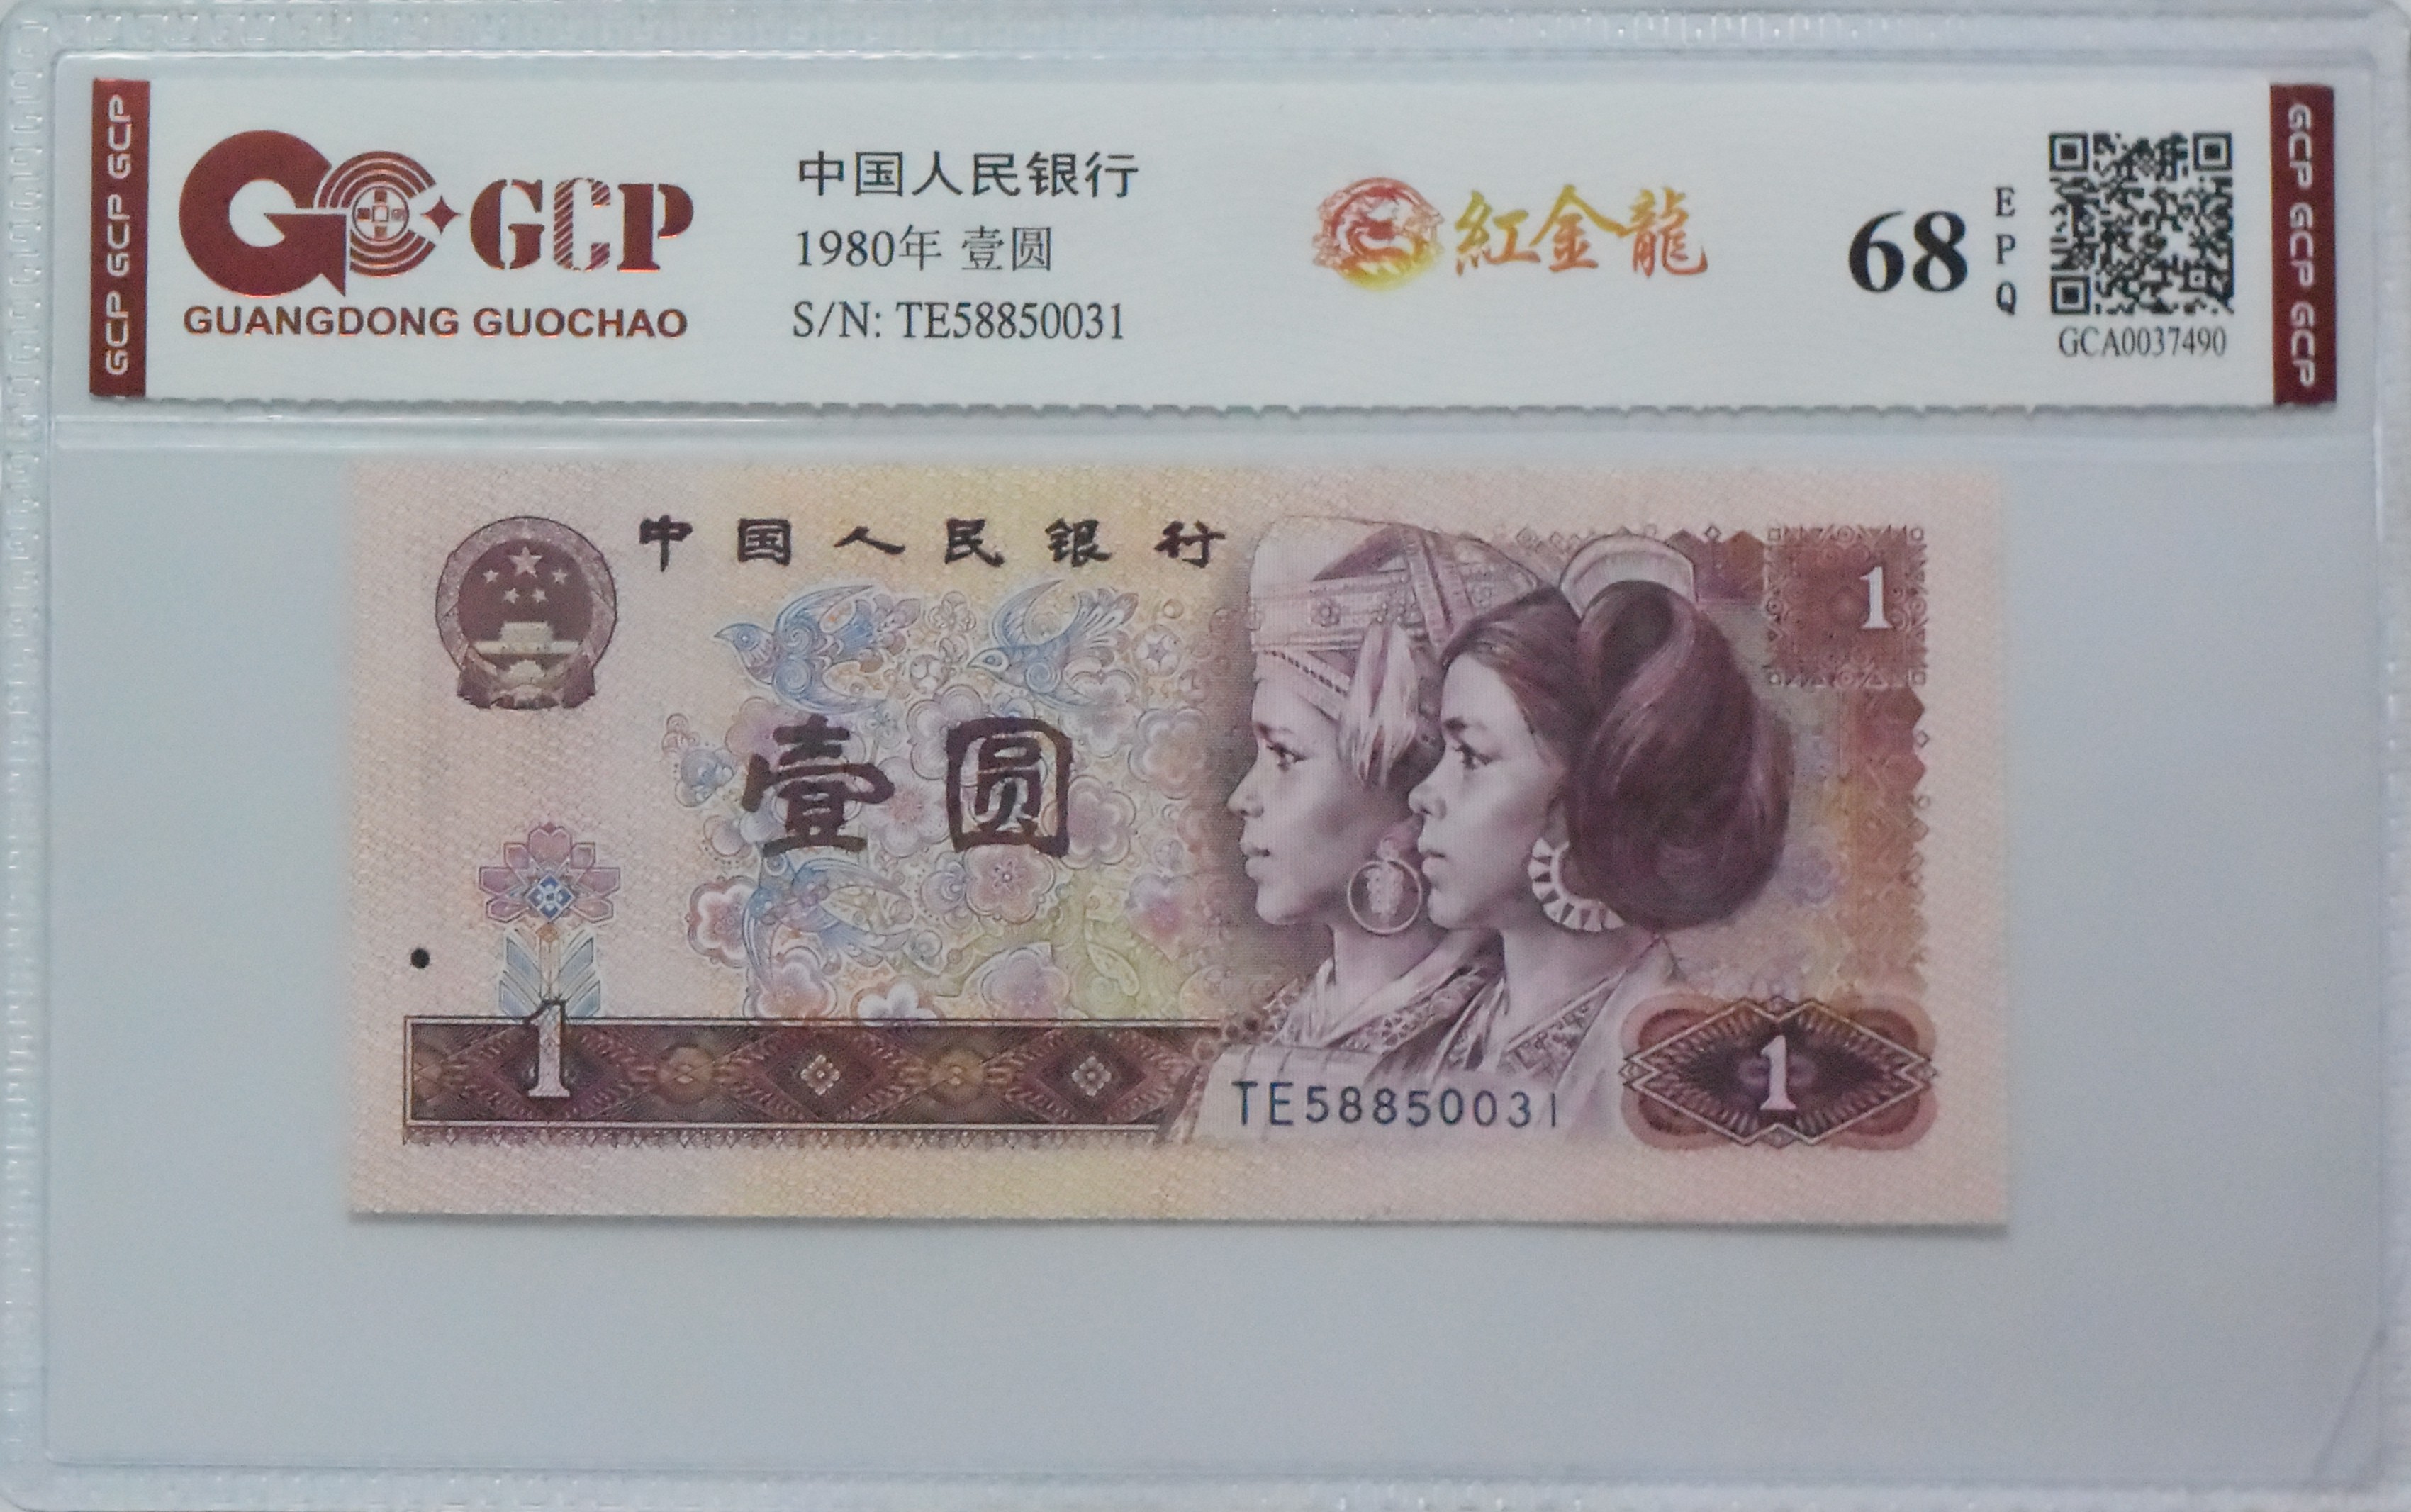 GCP GCP GCP
GCP
GUANGDONG GUOCHAO
中国人民银行
1980年 壹圆
S/N: TE58850031
紅金龍
68
EPQ
GCA0037490
GCP GCP GCP
中国人民银行
1
壹圆
1
TE58850031
1